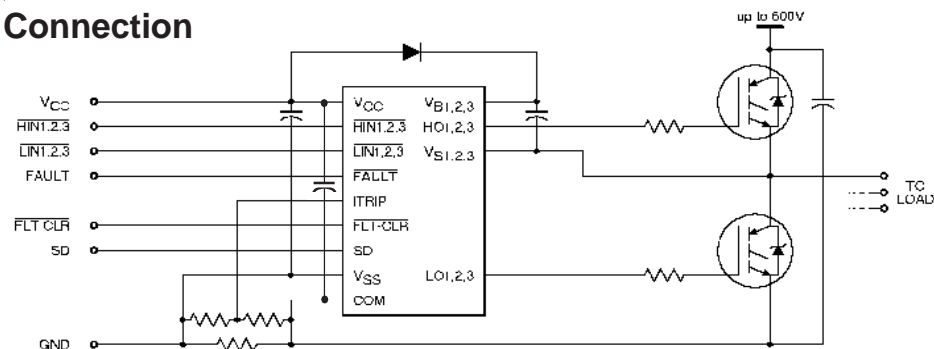 Connection
up to 600V
VCC
HIN1.2.3
LIN1.2.3
FAULT
FLT CLR
SD
GND
VCC
HIN1.2.3
LIN1,2,3
FAULT
ITRIP
FLT-CLR
SD
VSS
COM
VB1,2,3
HO1,2,3
VS1.2.3
LO1,2,3
TO
LOAD